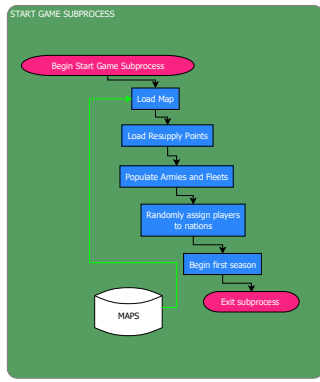 START GAME SUBPROCESS
Begin Start Game Subprocess
Load Map
Load Resupply Points
Populate Armies and Fleets
Randomly assign players
to nations
Begin first season
Exit subprocess
MAPS